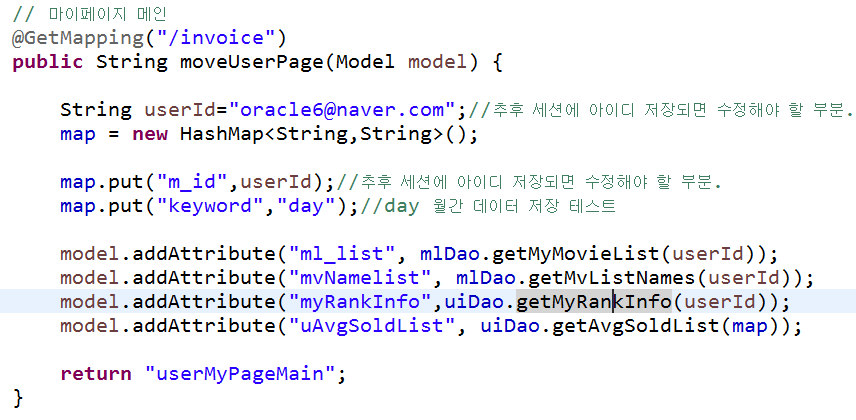 // 마이페이지 메인
@GetMapping("/invoice")
public String moveUserPage(Model model) {
String userId="oracle6@naver.com";//추후 세션에 아이디 저장되면 수정해야 할 부분.
map = new HashMap<String,String>();
map.put("m_id",userId);//추후 세션에 아이디 저장되면 수정해야 할 부분.
map.put("keyword","day");//day 월간 데이터 저장 테스트
model.addAttribute("ml_list", mlDao.getMyMovieList(userId));
model.addAttribute("mvNamelist", mlDao.getMvListNames(userId));
model.addAttribute("myRankInfo",uiDao.getMyRankInfo(userId));
model.addAttribute("uAvgSoldList", uiDao.getAvgSoldList(map));
return "userMyPageMain";
}